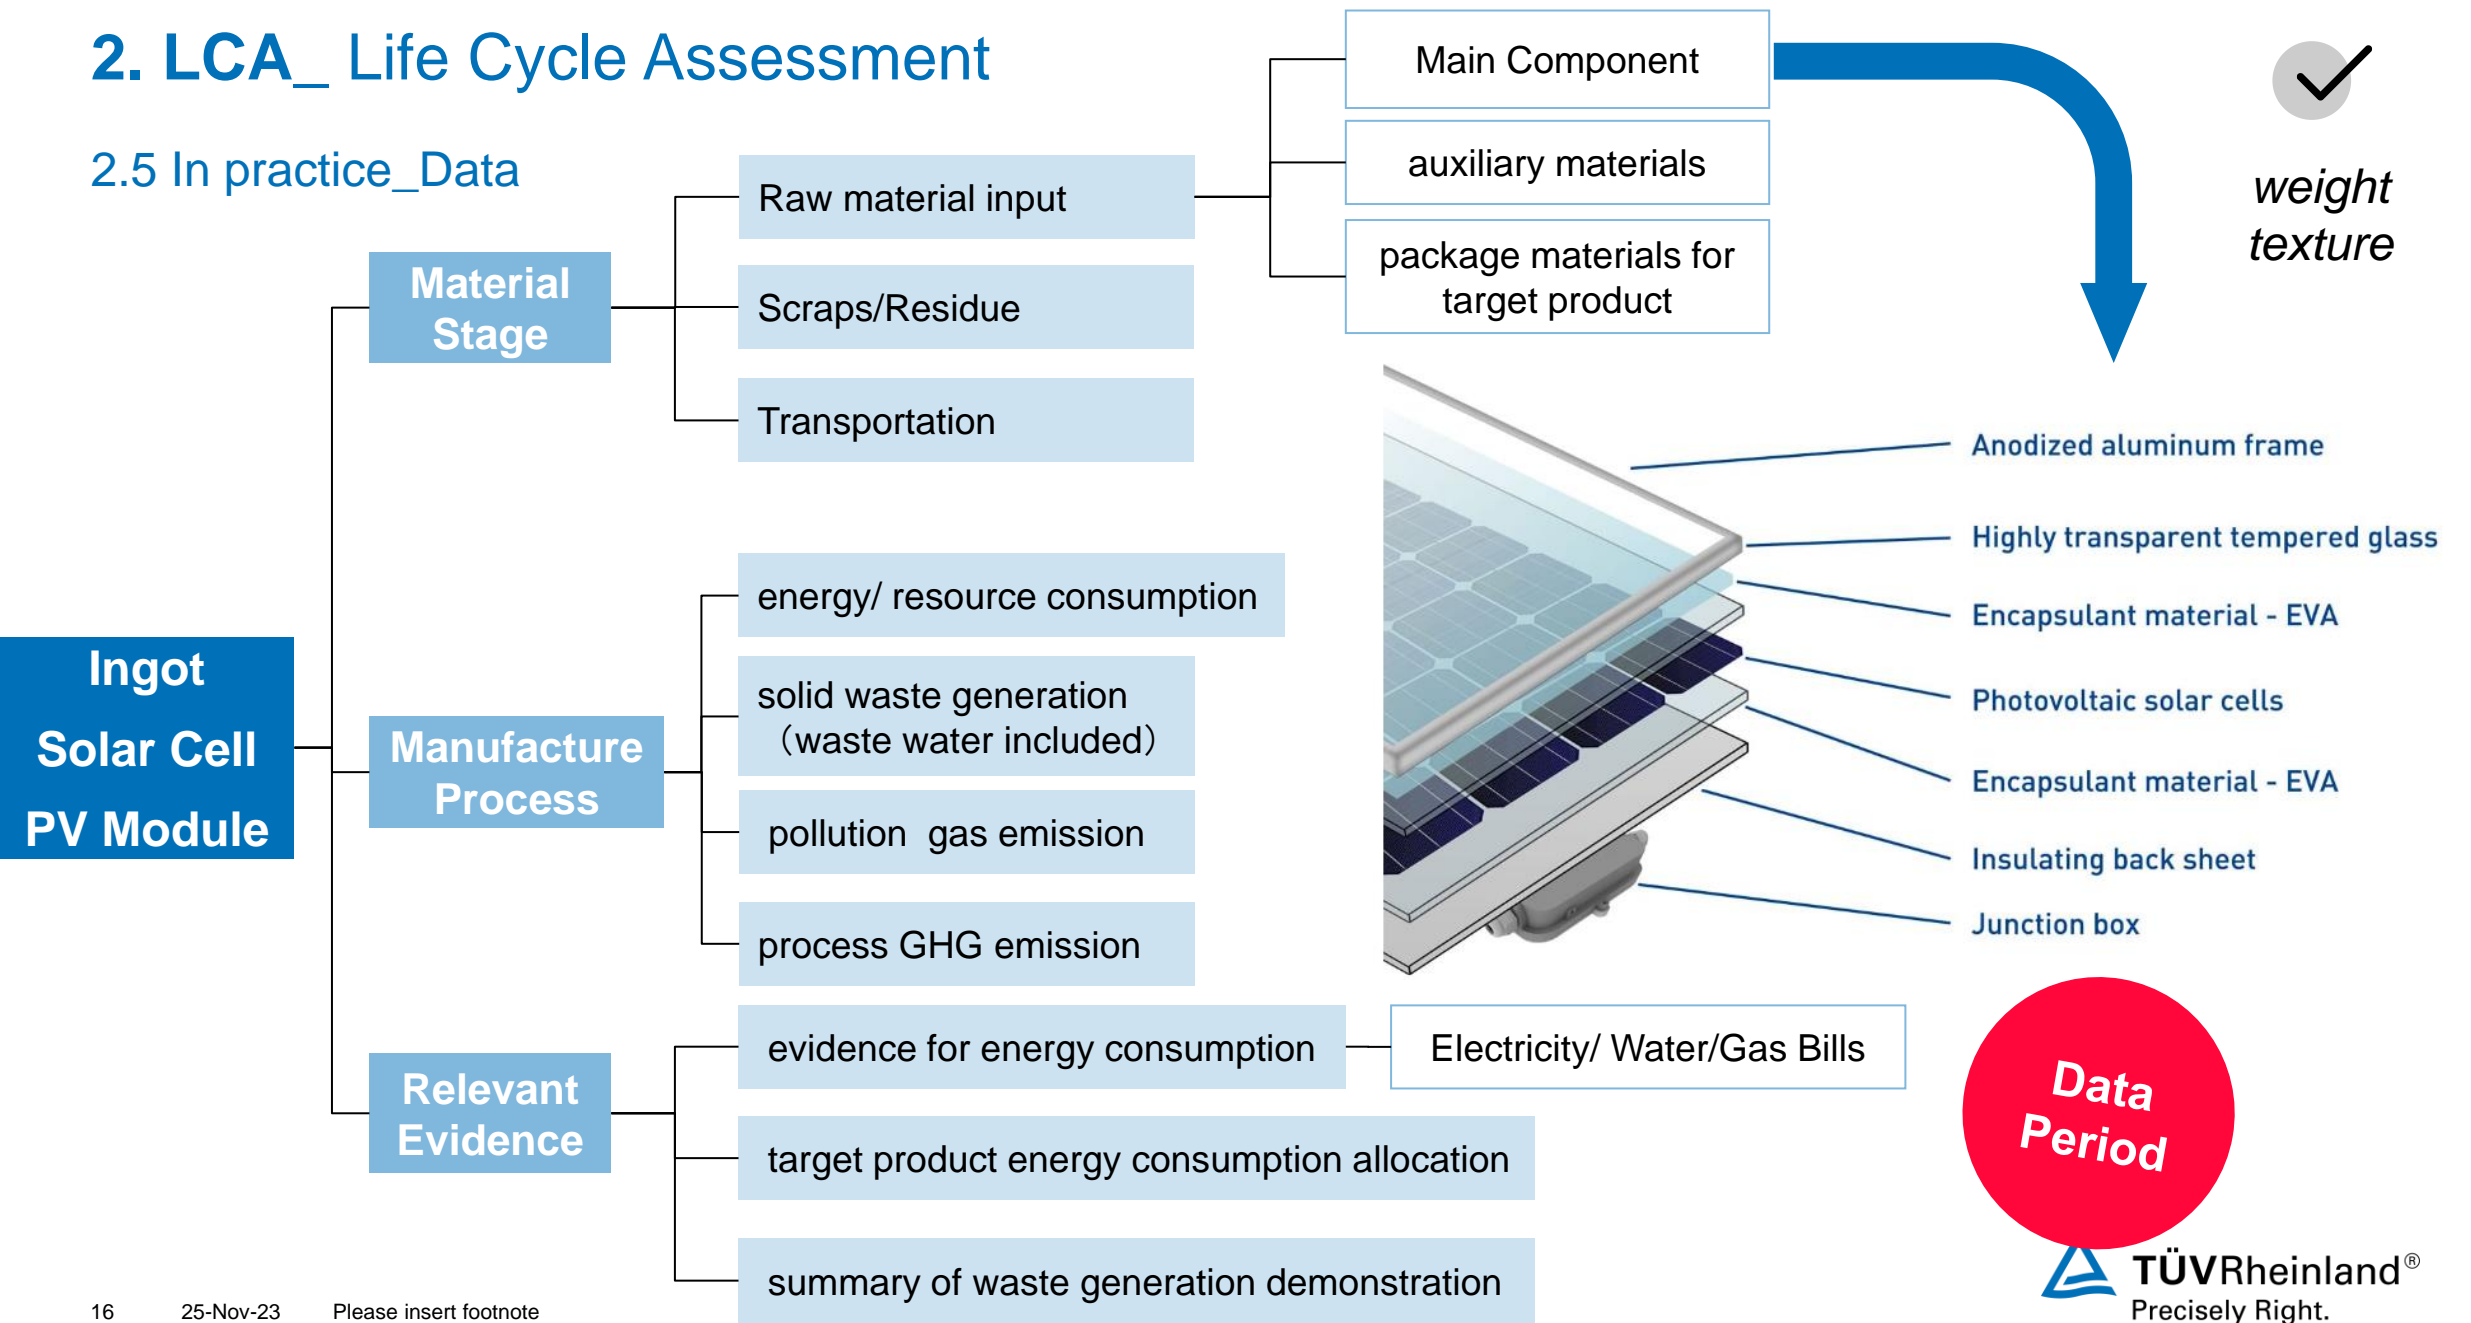 2. LCA_ Life Cycle Assessment
2.5 In practice_Data
Ingot
Solar Cell
PV Module
Material
Stage
Raw material input
Scraps/Residue
Transportation
Main Component
auxiliary materials
package materials for
target product
weight
texture
Anodized aluminum frame
Highly transparent tempered glass
Encapsulant material - EVA
Photovoltaic solar cells
Encapsulant material - EVA
Insulating back sheet
Junction box
Manufacture
Process
energy/ resource consumption
solid waste generation
（waste water included）
pollution  gas emission
process GHG emission
Relevant
Evidence
evidence for energy consumption
Electricity/ Water/Gas Bills
target product energy consumption allocation
summary of waste generation demonstration
Data
Period
TÜVRheinland®
Precisely Right.
16 25-Nov-23 Please insert footnote